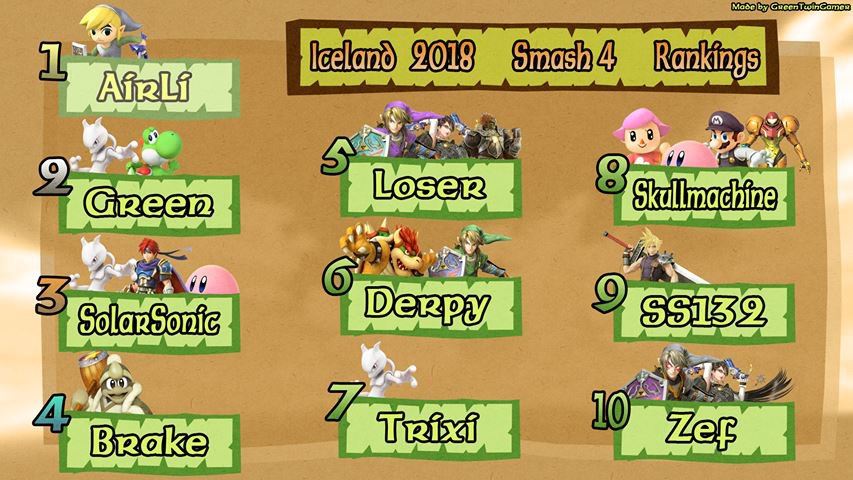 Made by GreenTwinGamer
Iceland 2018 Smash 4 Rankings
1
AirLi
2
Green
3
SolarSonic
4
Brake
5
Loser
6
Derpy
7
Trixi
8
Skullmachine
9
SS132
10
Zef